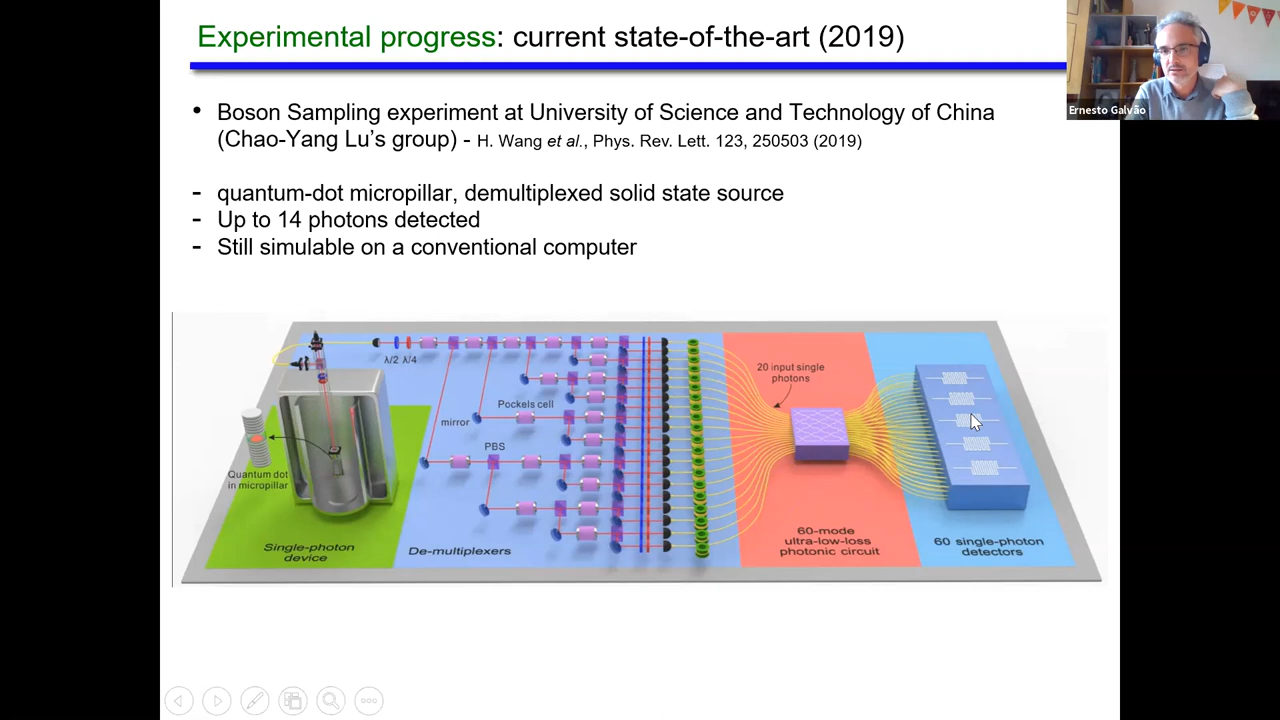 Experimental progress: current state-of-the-art (2019)
Ernesto Galvão
• Boson Sampling experiment at University of Science and Technology of China
(Chao-Yang Lu’s group) - H. Wang et al., Phys. Rev. Lett. 123, 250503 (2019)
- quantum-dot micropillar, demultiplexed solid state source
- Up to 14 photons detected
- Still simulable on a conventional computer
λ/2 λ/4
Pockels cell
mirror
PBS
Quantum dot
in micropillar
20 input single
photons
Single-photon
device
De-multiplexers
60-mode
ultra-low-loss
photonic circuit
60 single-photon
detectors